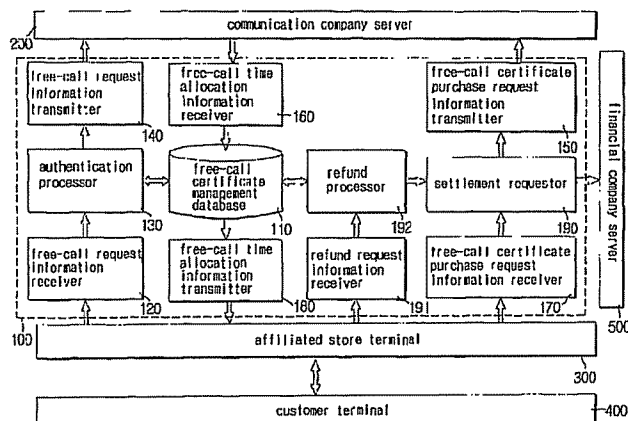 communication company server
200
free-call request
information
transmitter
140
free-call time
allocation
information
receiver
160
free-call certificate
purchase request
information
transmitter
150
authentication
processor
130
free-call
certificate
management
database
110
refund
processor
192
settlement requestor
190
financial company server
500
free-call request
information
receiver
120
free-call time
allocation
information
transmitter
180
refund request
information
receiver
191
free-call certificate
purchase request
information receiver
170
100
affiliated store terminal
300
customer terminal
400